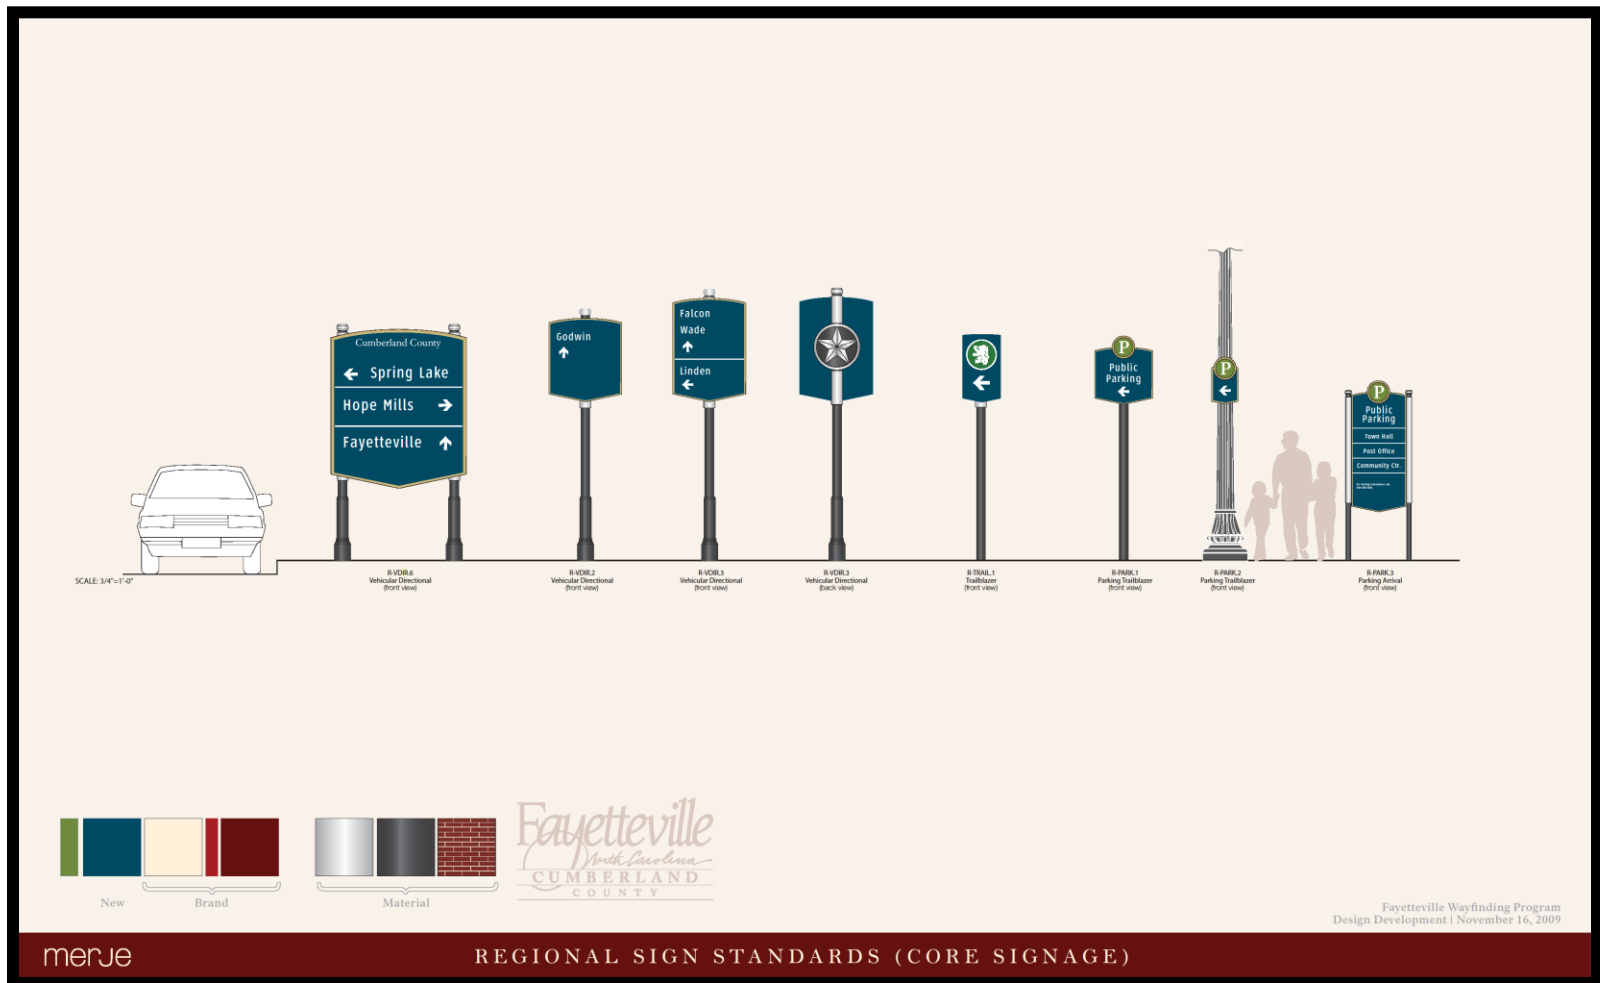 Cumberland County
← Spring Lake
Hope Mills →
Fayetteville ↑
Godwin
↑
Falcon
Wade
↑
Linden
←
←
P
Public
Parking
←
P
←
P
Public
Parking
Town Hall
Post Office
Community Ctr.
SCALE: 3/4"=1'-0"
R-VDIR.6
Vehicular Directional
(front view)
R-VDIR.2
Vehicular Directional
(front view)
R-VDIR.3
Vehicular Directional
(front view)
R-VDIR.3
Vehicular Directional
(back view)
R-TRAIL.1
Trailblazer
(front view)
R-PARK.1
Parking Trailblazer
(front view)
R-PARK.2
Parking Trailblazer
(front view)
R-PARK.3
Parking Arrival
(front view)
New
Brand
Material
Fayetteville
North Carolina
CUMBERLAND
COUNTY
Fayetteville Wayfinding Program
Design Development | November 16, 2009
merje
REGIONAL SIGN STANDARDS (CORE SIGNAGE)